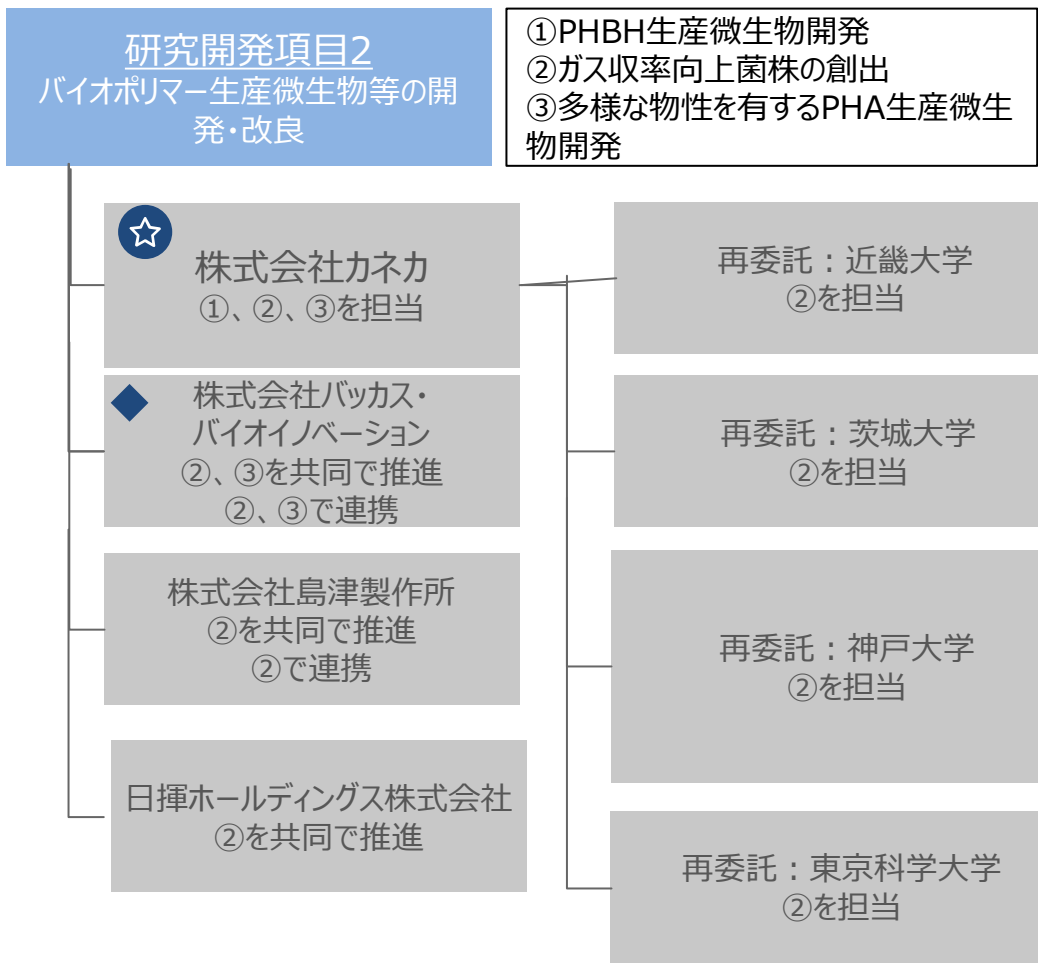 研究開発項目2
バイオポリマー生産微生物等の開
発・改良
①PHBH生産微生物開発
②ガス収率向上菌株の創出
③多様な物性を有するPHA生産微生
物開発
株式会社カネカ
①、②、③を担当
株式会社バッカス・
バイオイノベーション
②、③を共同で推進
②、③で連携
株式会社島津製作所
②を共同で推進
②で連携
日揮ホールディングス株式会社
②を共同で推進
再委託：近畿大学
②を担当
再委託：茨城大学
②を担当
再委託：神戸大学
②を担当
再委託：東京科学大学
②を担当